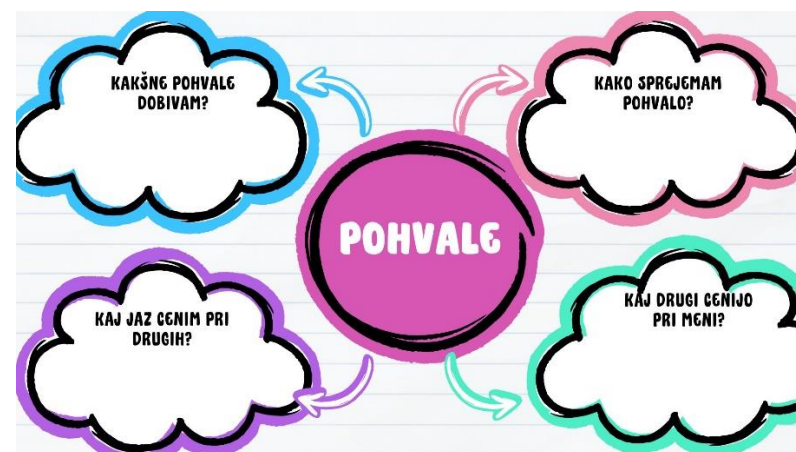 KAKŠNE POHVALE
DOBIVAM?
KAKO SPREJEMAM
POHVALO?
POHVALE
KAJ JAZ CENIM PRI
DRUGIH?
KAJ DRUGI CENIJO
PRI MENI?